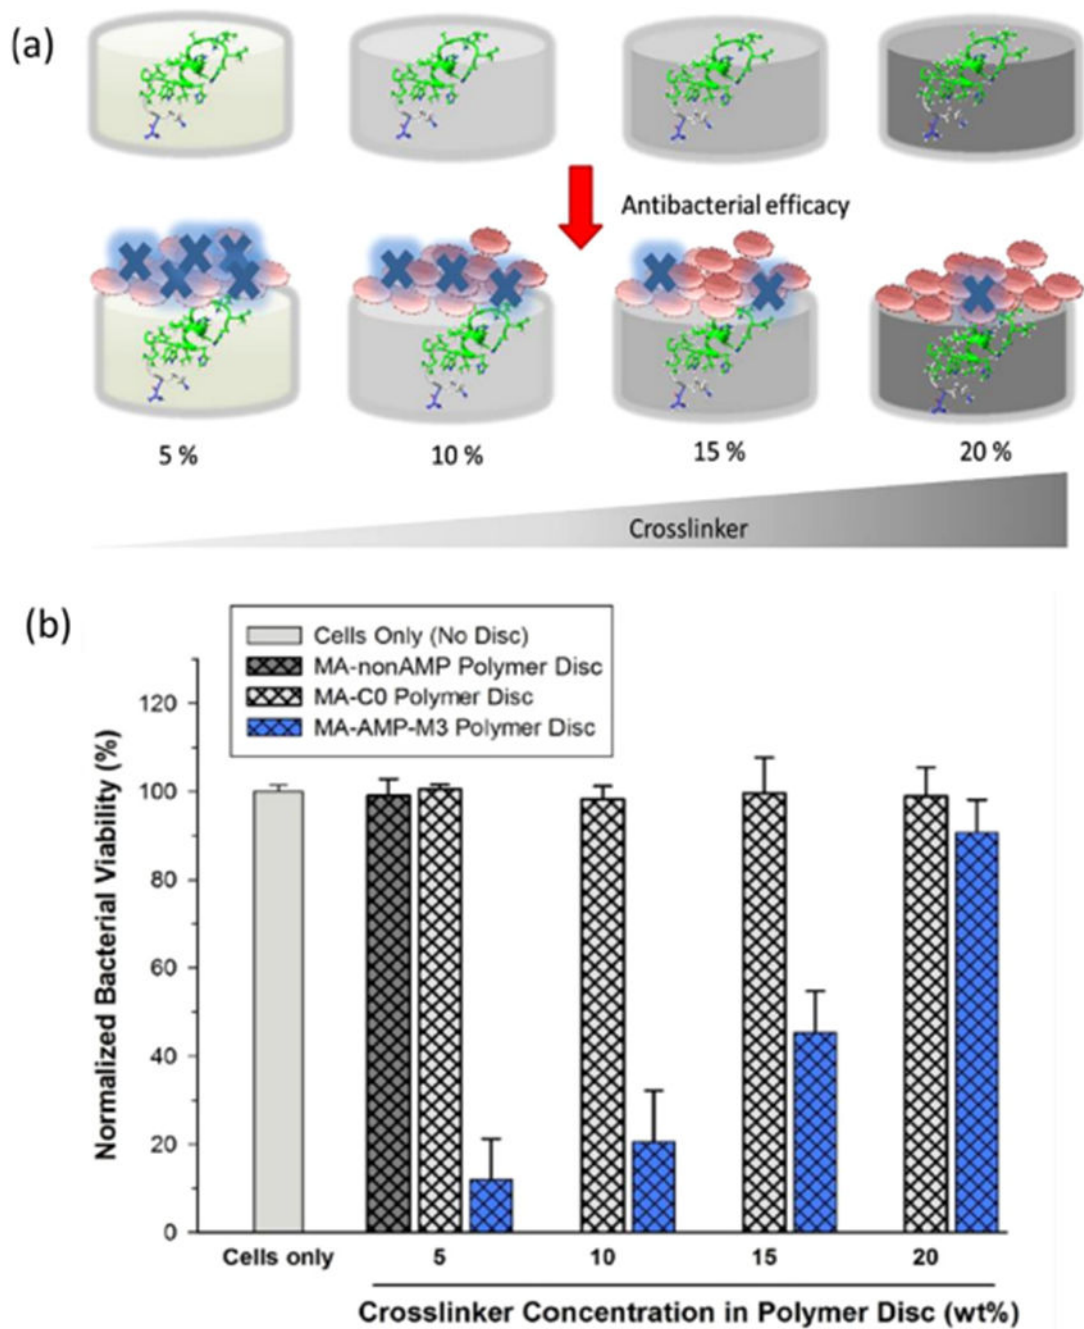 (a)
Antibacterial efficacy
5 %
10 %
15 %
20 %
Crosslinker
(b)
Cells Only (No Disc)
MA-nonAMP Polymer Disc
MA-C0 Polymer Disc
MA-AMP-M3 Polymer Disc
Normalized Bacterial Viability (%)
120
100
80
60
40
20
0
Cells only
5
10
15
20
Crosslinker Concentration in Polymer Disc (wt%)